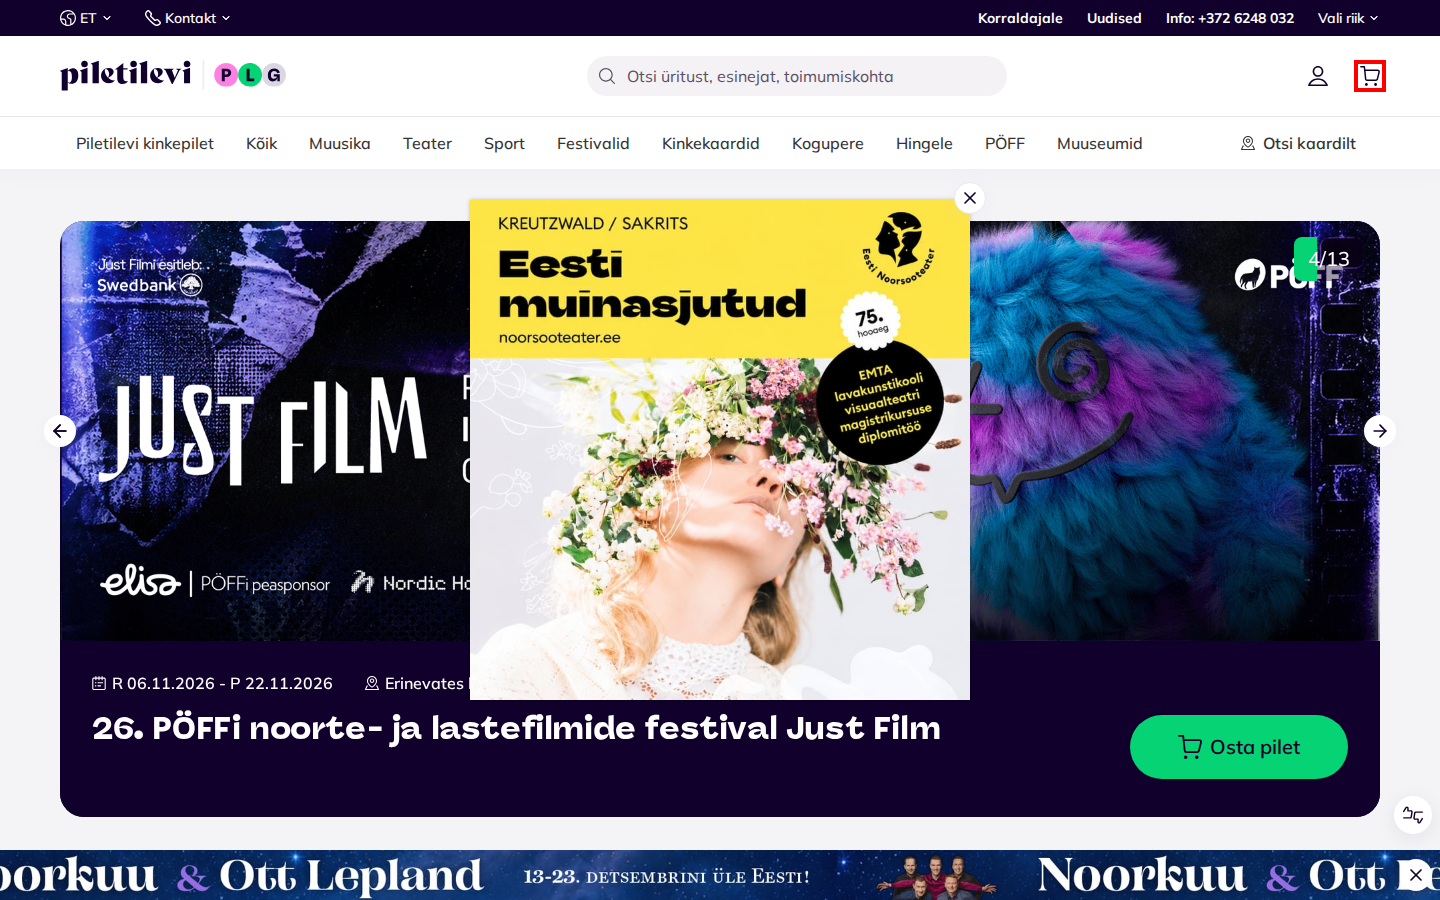 ET
Kontakt
Korraldajale
Uudised
Info: +372 6248 032
Vali riik
piletilevi
P L G
Otsi üritust, esinejat, toimumiskohta
Piletilevi kinkepilet
Kõik
Muusika
Teater
Sport
Festivalid
Kinkekaardid
Kogupere
Hingele
PÖFF
Muuseumid
Otsi kaardilt
Just Filmi esitleb:
Swedbank
JUST FILM
elisa
PÖFFi peasponsor
Nordic
PÖFF
4/13
KREUTZWALD / SAKRITS
Eesti
muinasjutud
noorsooteater.ee
Eesti Noorsooteater
75.
hooaeg
EMTA
lavakunstikooli
visuaalteatri
magistrikursuse
diplomitöö
R 06.11.2026 - P 22.11.2026
Erinevates
26. PÖFFi noorte- ja lastefilmide festival Just Film
Osta pilet
oorkuu & Ott Lepland
13-23. DETSEMBRINI ÜLE EESTI!
Noorkuu & Ott